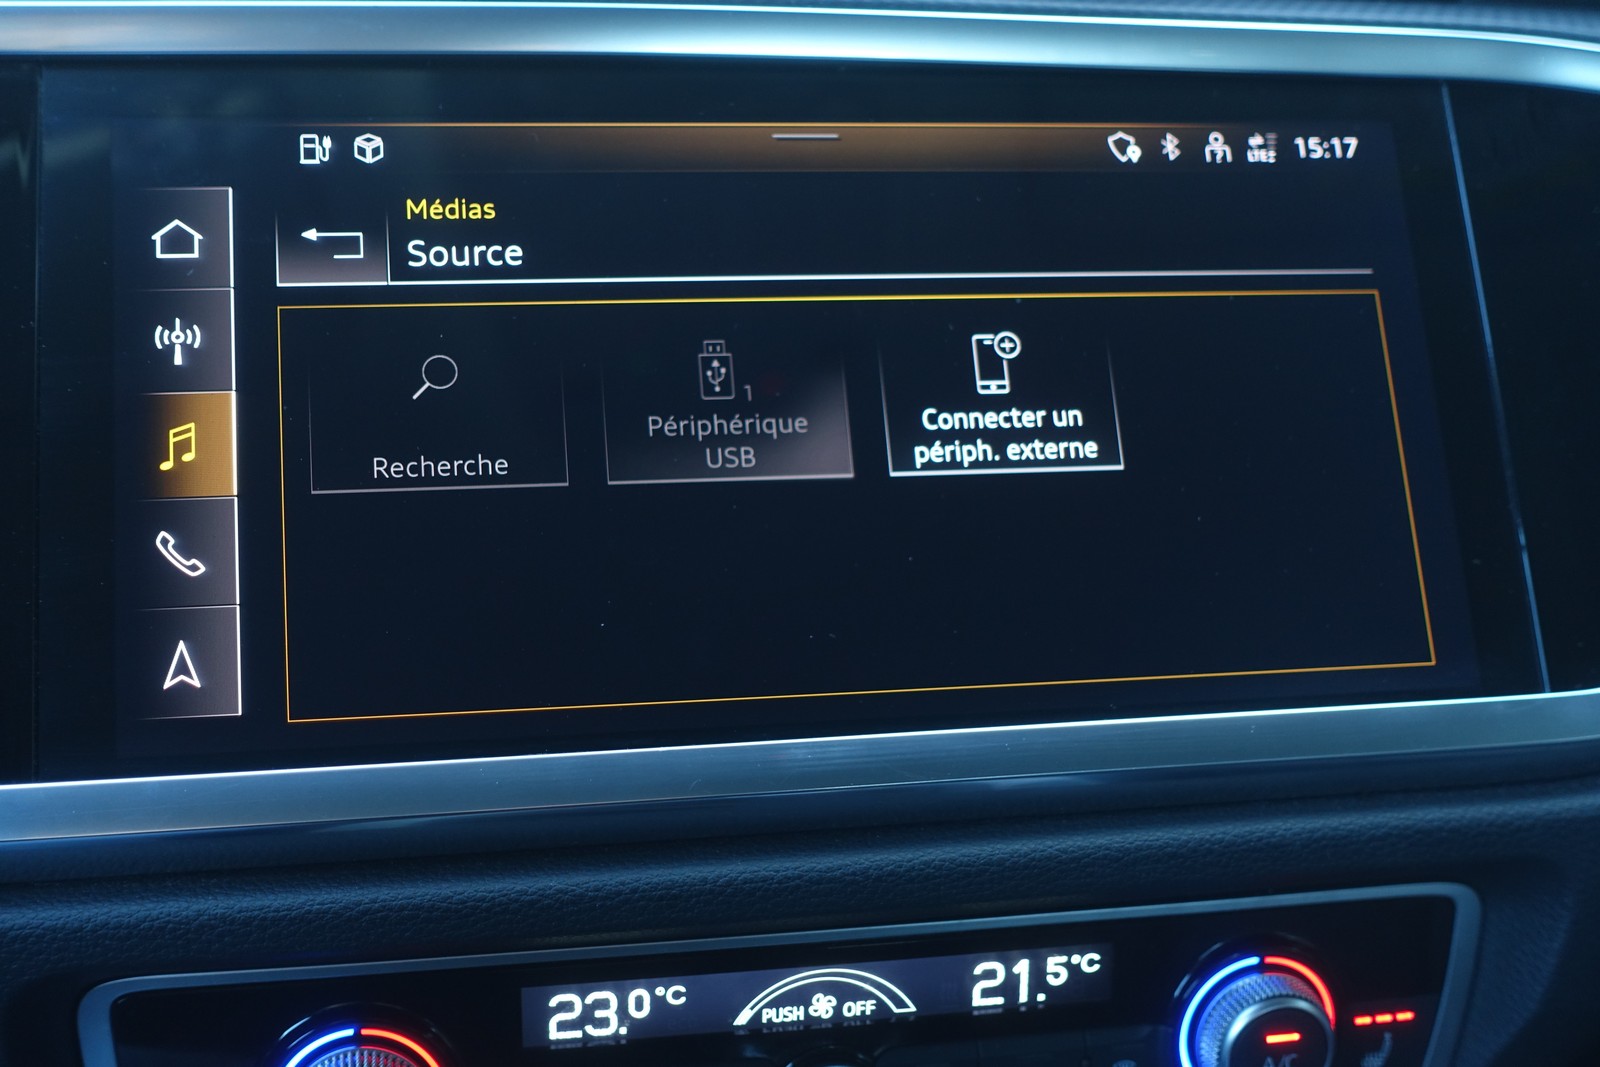 15:17
Médias
Source
1
Recherche
Périphérique
USB
Connecter un
périph. externe
23.0°C
PUSH OFF
21.5°C
A/C